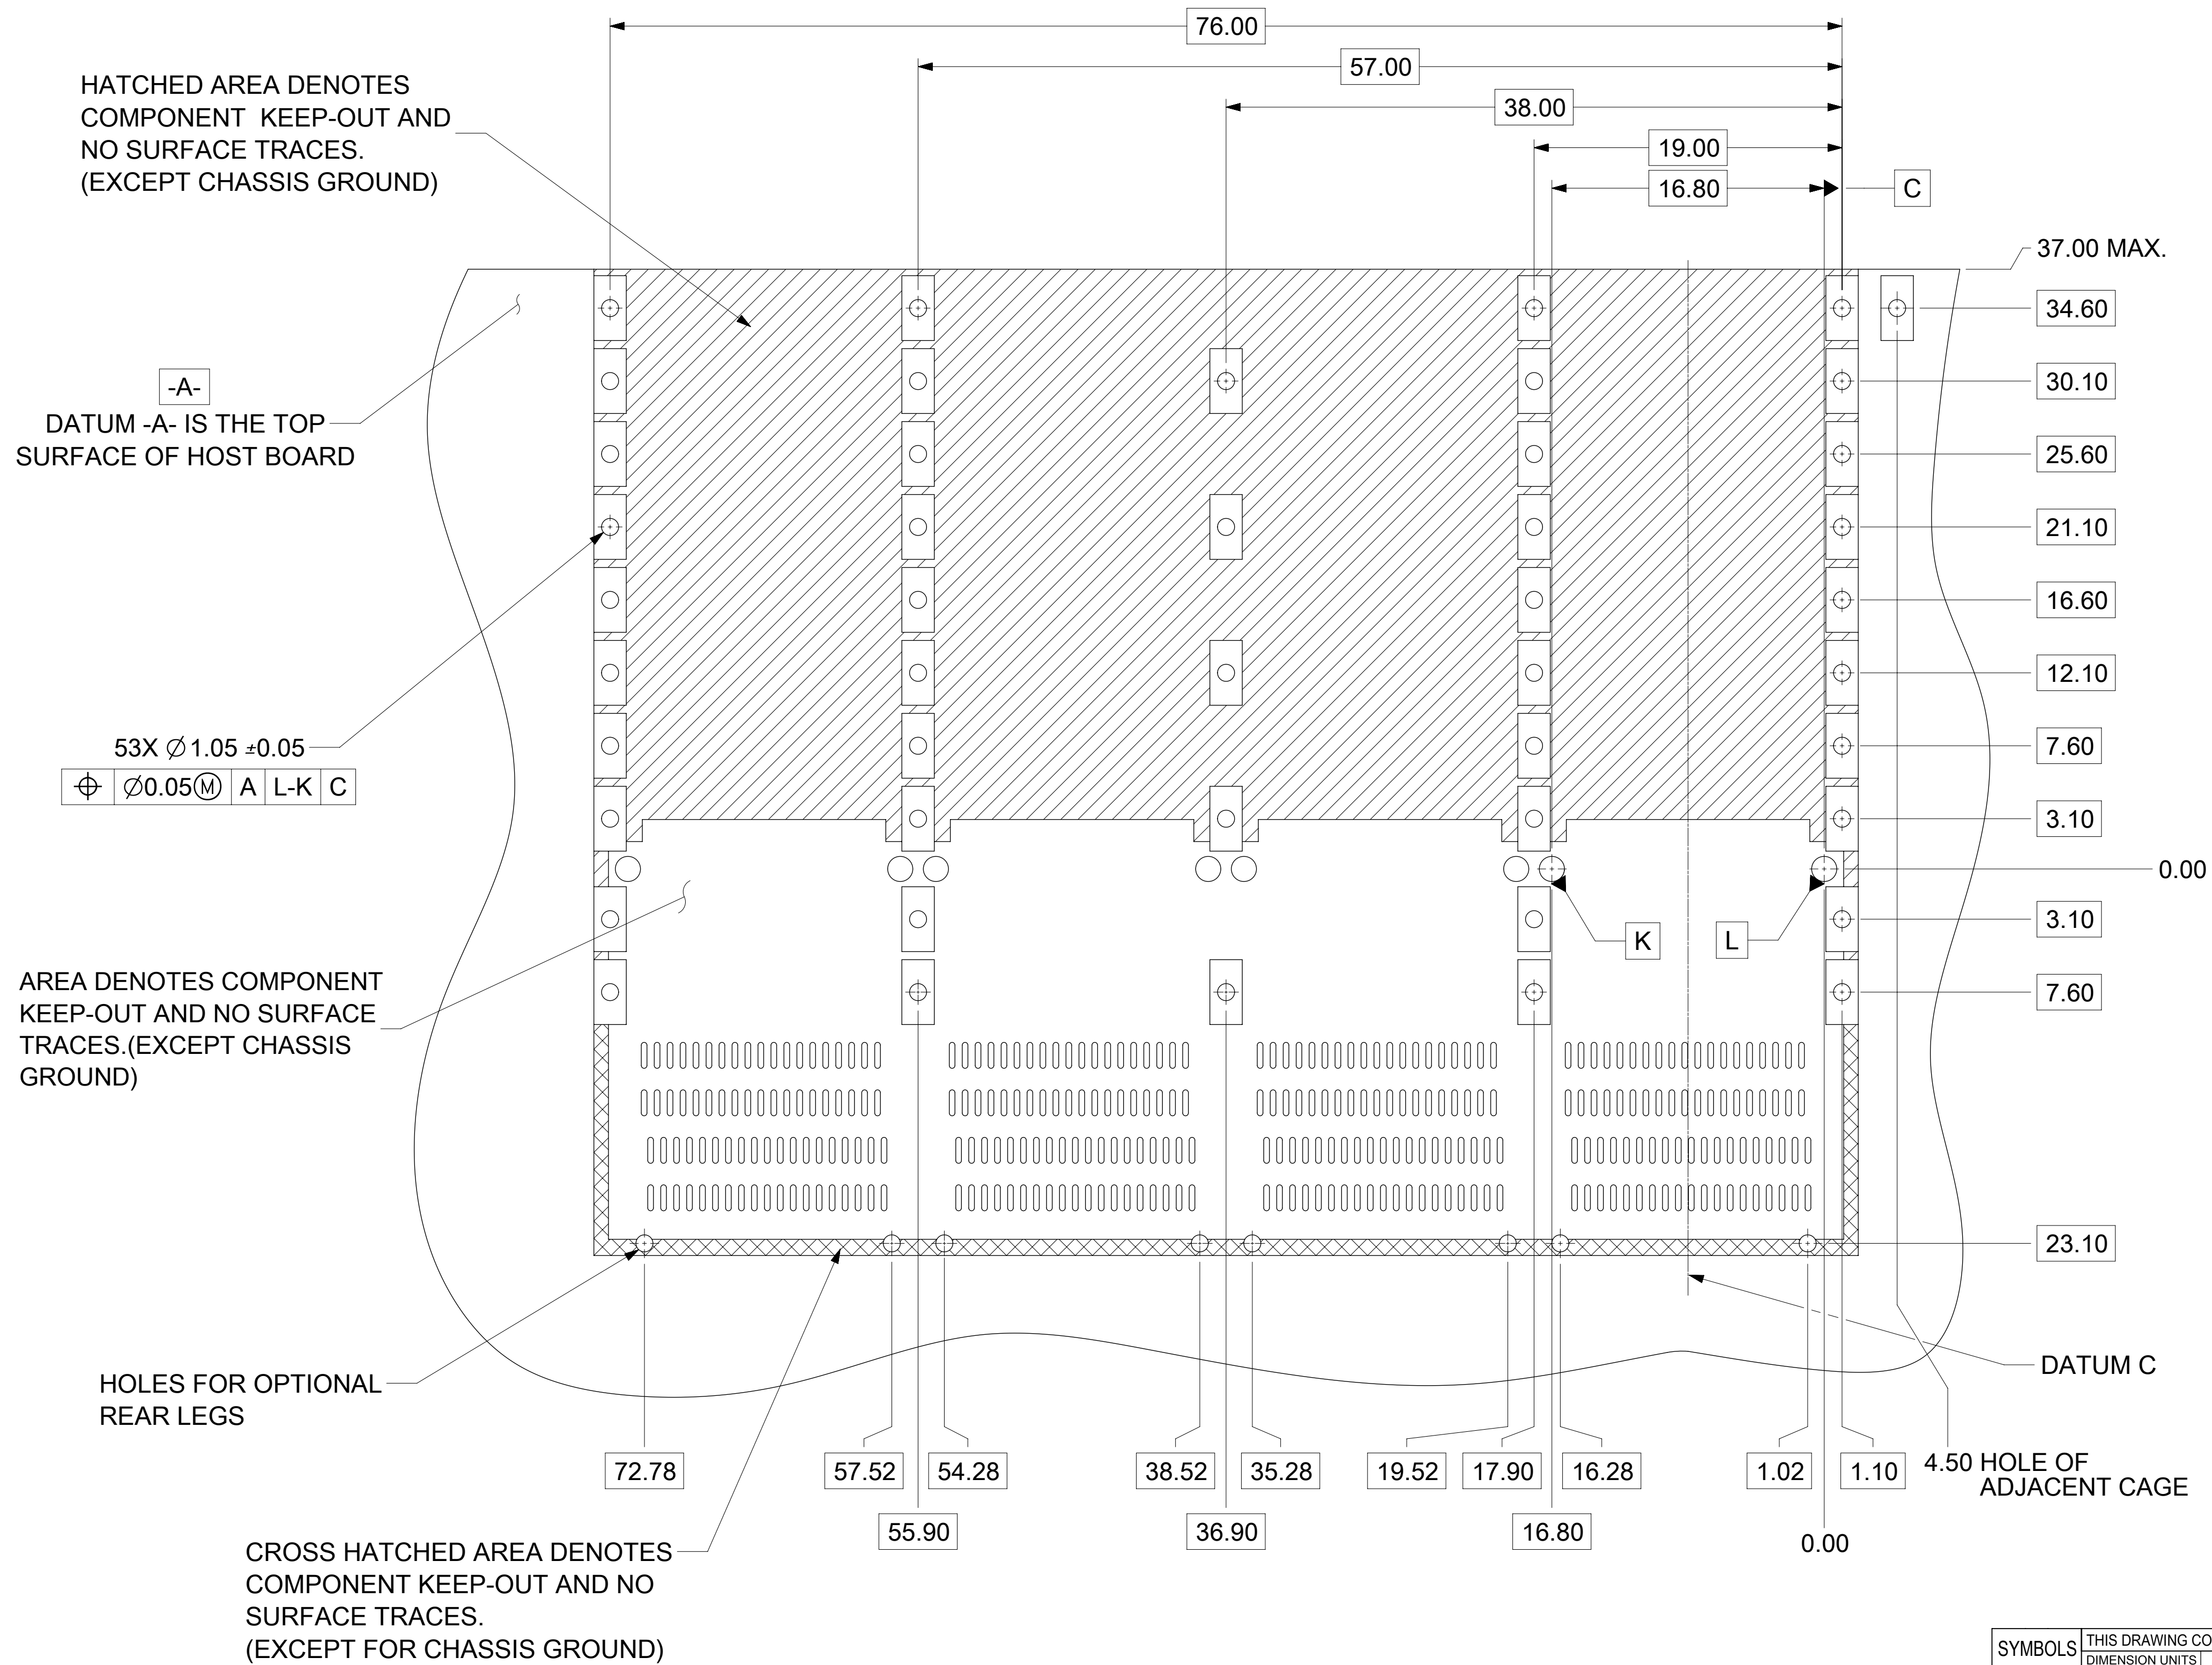 76.00
57.00
38.00
19.00
16.80
C
HATCHED AREA DENOTES
COMPONENT KEEP-OUT AND
NO SURFACE TRACES.
(EXCEPT CHASSIS GROUND)
37.00 MAX.
34.60
30.10
25.60
21.10
16.60
12.10
7.60
3.10
0.00
3.10
7.60
23.10
-A-
DATUM -A- IS THE TOP
SURFACE OF HOST BOARD
53X ∅1.05 ±0.05
⌖ ∅0.05Ⓜ A L-K C
K
L
AREA DENOTES COMPONENT
KEEP-OUT AND NO SURFACE
TRACES.(EXCEPT CHASSIS
GROUND)
HOLES FOR OPTIONAL
REAR LEGS
DATUM C
72.78
57.52
54.28
38.52
35.28
19.52
17.90
16.28
1.02
1.10
4.50 HOLE OF
ADJACENT CAGE
55.90
36.90
16.80
0.00
CROSS HATCHED AREA DENOTES
COMPONENT KEEP-OUT AND NO
SURFACE TRACES.
(EXCEPT FOR CHASSIS GROUND)
SYMBOLS
THIS DRAWING CO
DIMENSION UNITS